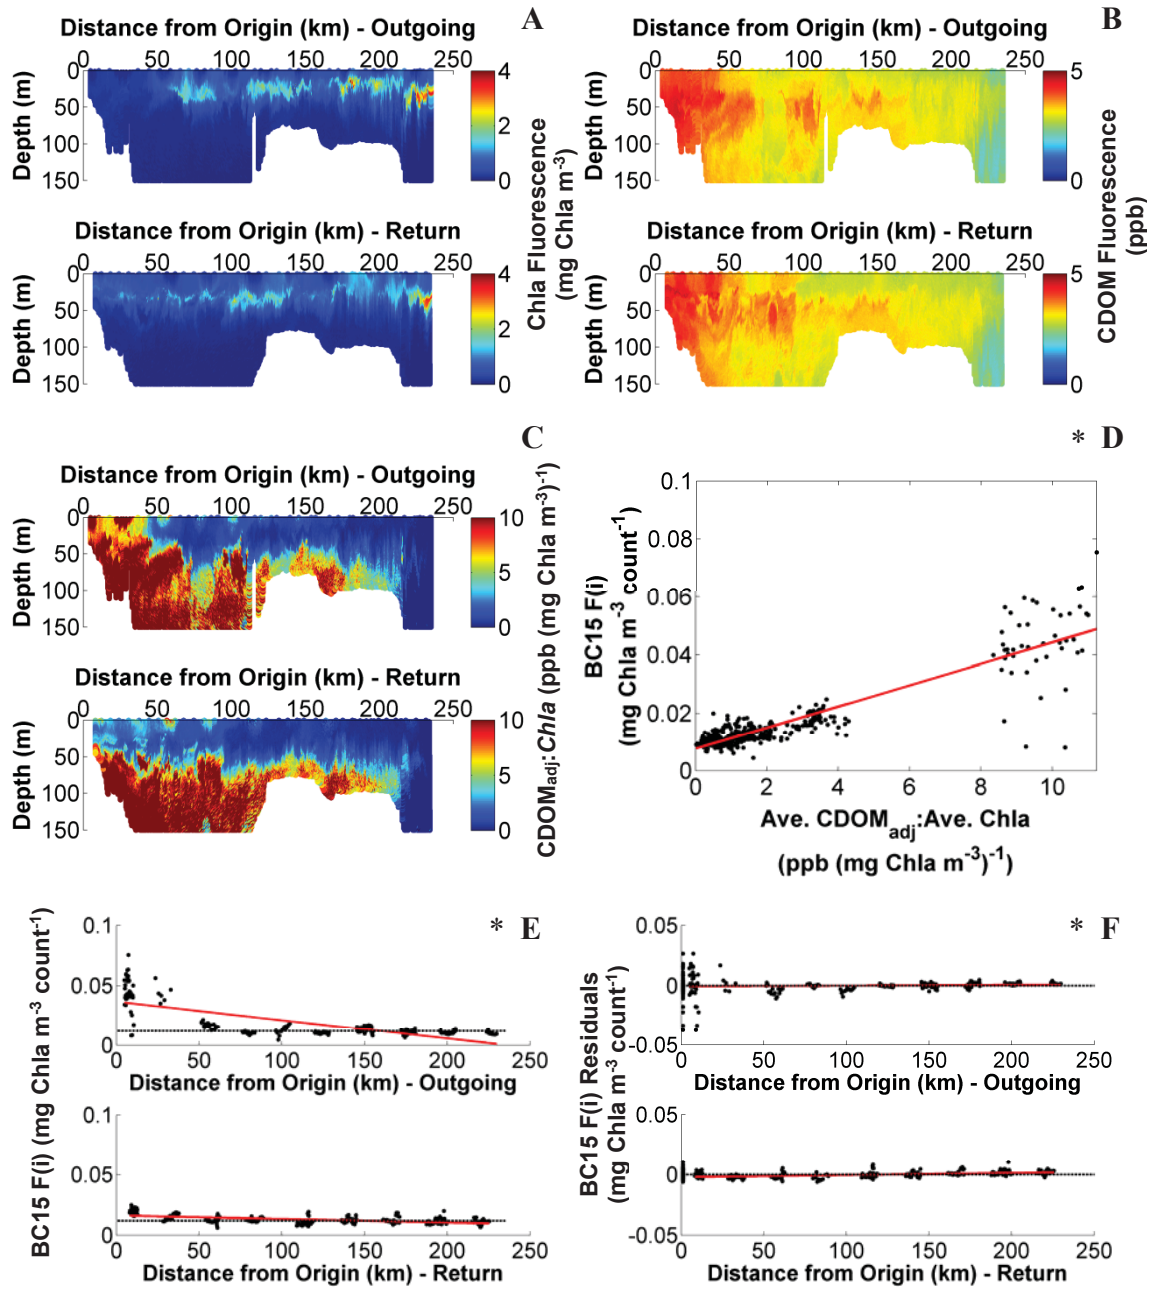 A
Distance from Origin (km) - Outgoing
0 50 100 150 200 250
Depth (m)
0
50
100
150
4
2
0
Distance from Origin (km) - Return
0 50 100 150 200 250
Depth (m)
0
50
100
150
4
2
0
Chla Fluorescence
(mg Chla m-3)
B
Distance from Origin (km) - Outgoing
0 50 100 150 200 250
Depth (m)
0
50
100
150
5
0
Distance from Origin (km) - Return
0 50 100 150 200 250
Depth (m)
0
50
100
150
5
0
CDOM Fluorescence
(ppb)
C
Distance from Origin (km) - Outgoing
0 50 100 150 200 250
Depth (m)
0
50
100
150
10
5
0
Distance from Origin (km) - Return
0 50 100 150 200 250
Depth (m)
0
50
100
150
10
5
0
CDOMadj:Chla (ppb (mg Chla m-3)-1)
* D
BC15 F(i)
(mg Chla m-3 count-1)
0.1
0.08
0.06
0.04
0.02
0
0 2 4 6 8 10
Ave. CDOMadj:Ave. Chla
(ppb (mg Chla m-3)-1)
* E
BC15 F(i) (mg Chla m-3 count-1)
0.1
0.05
0
0 50 100 150 200 250
Distance from Origin (km) - Outgoing
0.1
0.05
0
0 50 100 150 200 250
Distance from Origin (km) - Return
* F
BC15 F(i) Residuals
(mg Chla m-3 count-1)
0.05
0
-0.05
0 50 100 150 200 250
Distance from Origin (km) - Outgoing
0.05
0
-0.05
0 50 100 150 200 250
Distance from Origin (km) - Return